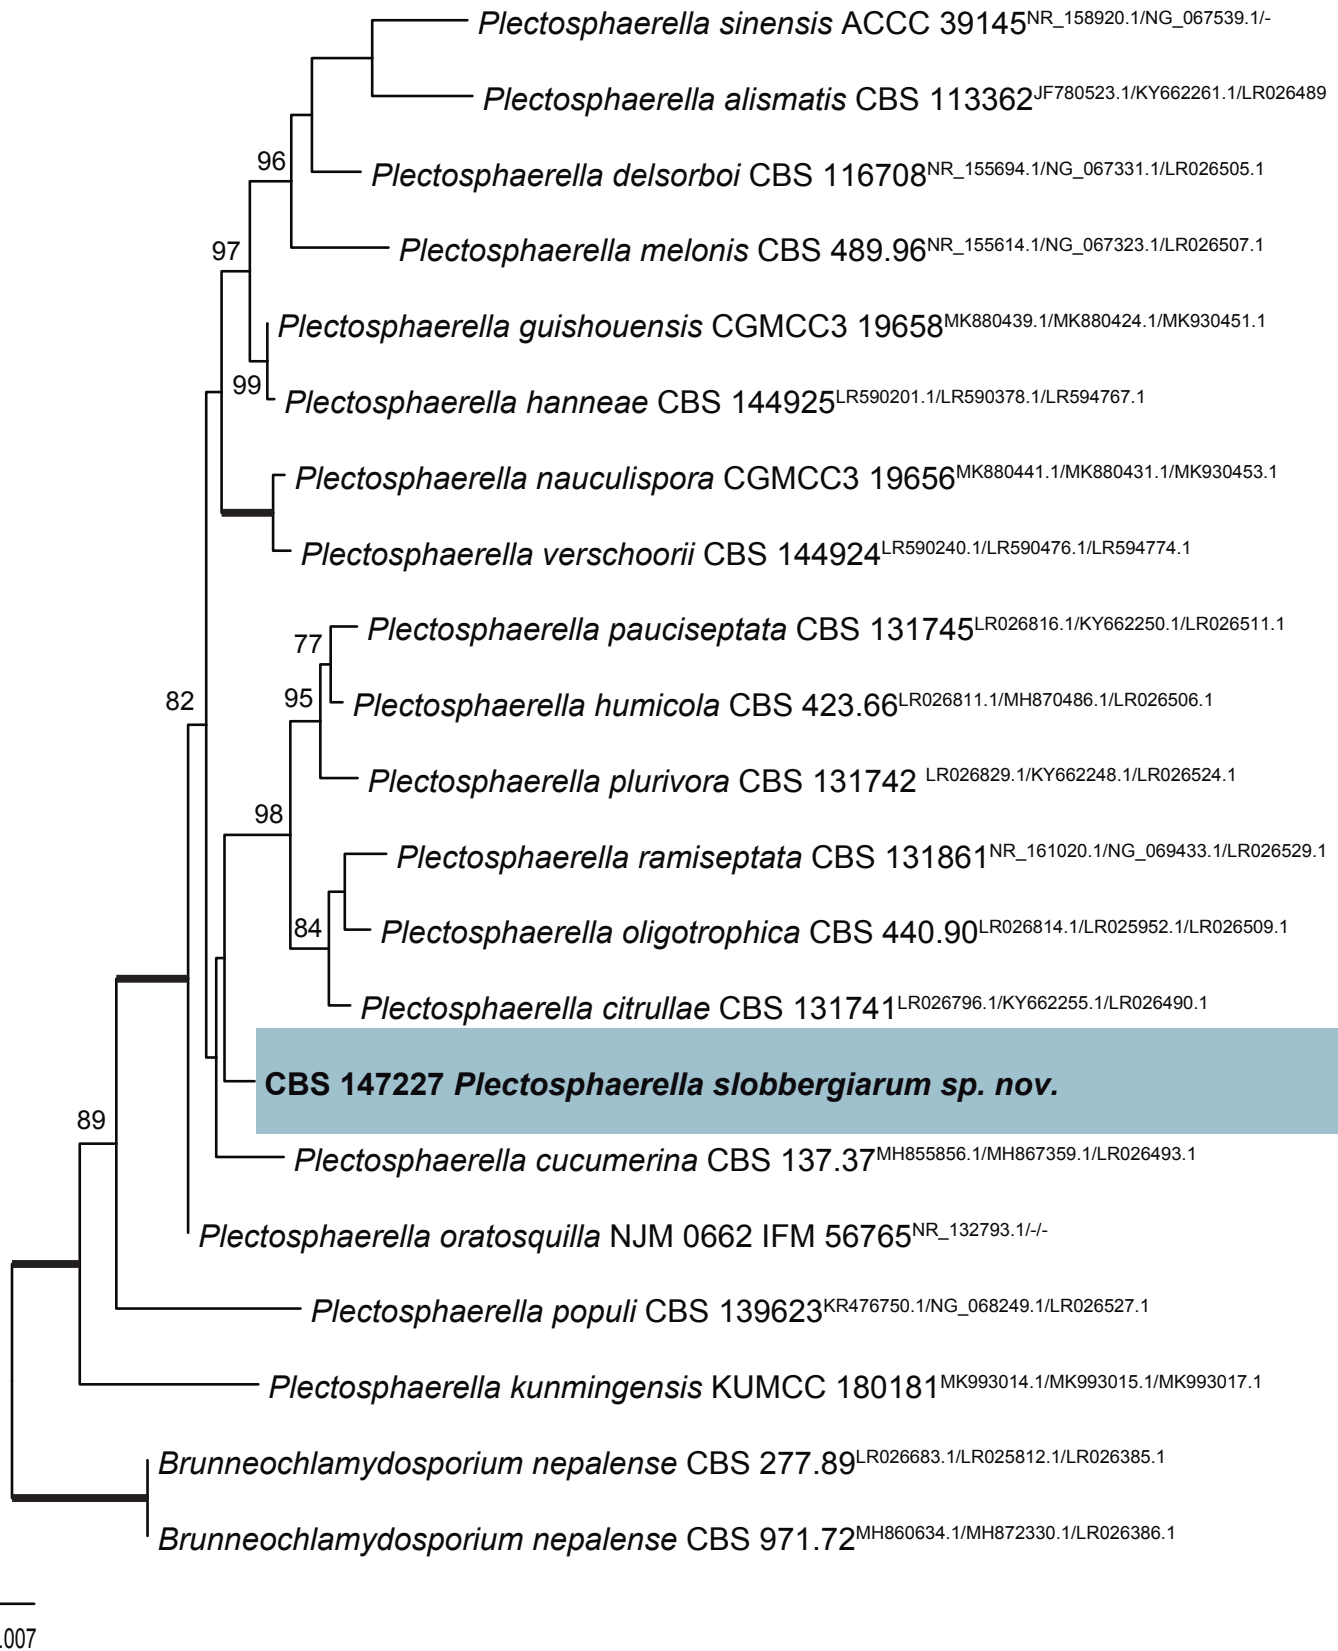 Plectosphaerella sinensis ACCC 39145NR_158920.1/NG_067539.1/-
Plectosphaerella alismatis CBS 113362JF780523.1/KY662261.1/LR026489
96
Plectosphaerella delsorboi CBS 116708NR_155694.1/NG_067331.1/LR026505.1
97
Plectosphaerella melonis CBS 489.96NR_155614.1/NG_067323.1/LR026507.1
Plectosphaerella guishouensis CGMCC3 19658MK880439.1/MK880424.1/MK930451.1
99
Plectosphaerella hanneae CBS 144925LR590201.1/LR590378.1/LR594767.1
Plectosphaerella nauculispora CGMCC3 19656MK880441.1/MK880431.1/MK930453.1
Plectosphaerella verschoorii CBS 144924LR590240.1/LR590476.1/LR594774.1
Plectosphaerella pauciseptata CBS 131745LR026816.1/KY662250.1/LR026511.1
77
82
95
Plectosphaerella humicola CBS 423.66LR026811.1/MH870486.1/LR026506.1
Plectosphaerella plurivora CBS 131742 LR026829.1/KY662248.1/LR026524.1
98
Plectosphaerella ramiseptata CBS 131861NR_161020.1/NG_069433.1/LR026529.1
84
Plectosphaerella oligotrophica CBS 440.90LR026814.1/LR025952.1/LR026509.1
Plectosphaerella citrullae CBS 131741LR026796.1/KY662255.1/LR026490.1
CBS 147227 Plectosphaerella slobbergiarum sp. nov.
89
Plectosphaerella cucumerina CBS 137.37MH855856.1/MH867359.1/LR026493.1
Plectosphaerella oratosquilla NJM 0662 IFM 56765NR_132793.1/-/-
Plectosphaerella populi CBS 139623KR476750.1/NG_068249.1/LR026527.1
Plectosphaerella kunmingensis KUMCC 180181MK993014.1/MK993015.1/MK993017.1
Brunneochlamydosporium nepalense CBS 277.89LR026683.1/LR025812.1/LR026385.1
Brunneochlamydosporium nepalense CBS 971.72MH860634.1/MH872330.1/LR026386.1
.007